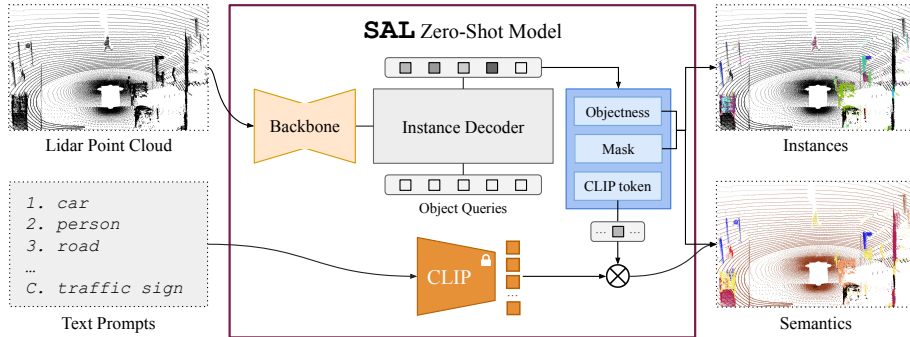 SAL Zero-Shot Model
Lidar Point Cloud
Backbone
Instance Decoder
Object Queries
Objectness
Mask
CLIP token
... ...
Instances
1. car
2. person
3. road
…
C. traffic sign
Text Prompts
CLIP
...
Semantics